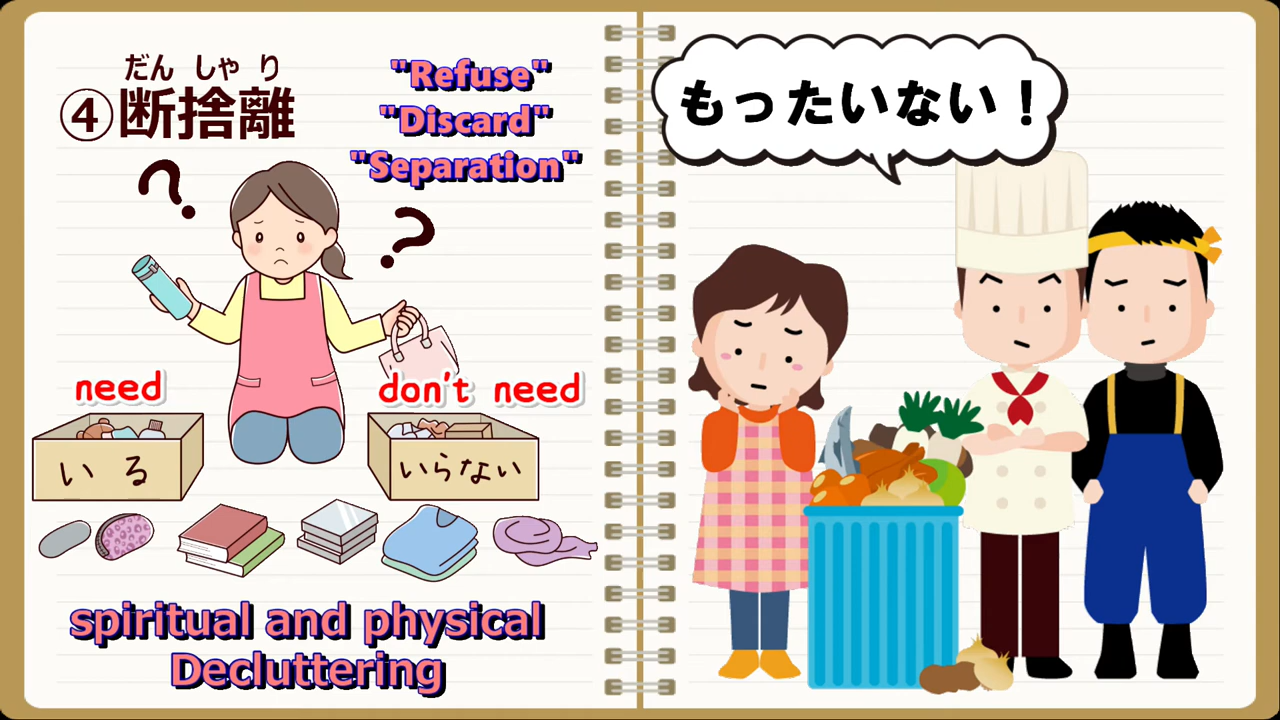 だんしゃり
④断捨離
"Refuse"
"Discard"
"Separation"
? ?
need
don't need
いる
いらない
spiritual and physical
Decluttering
もったいない！